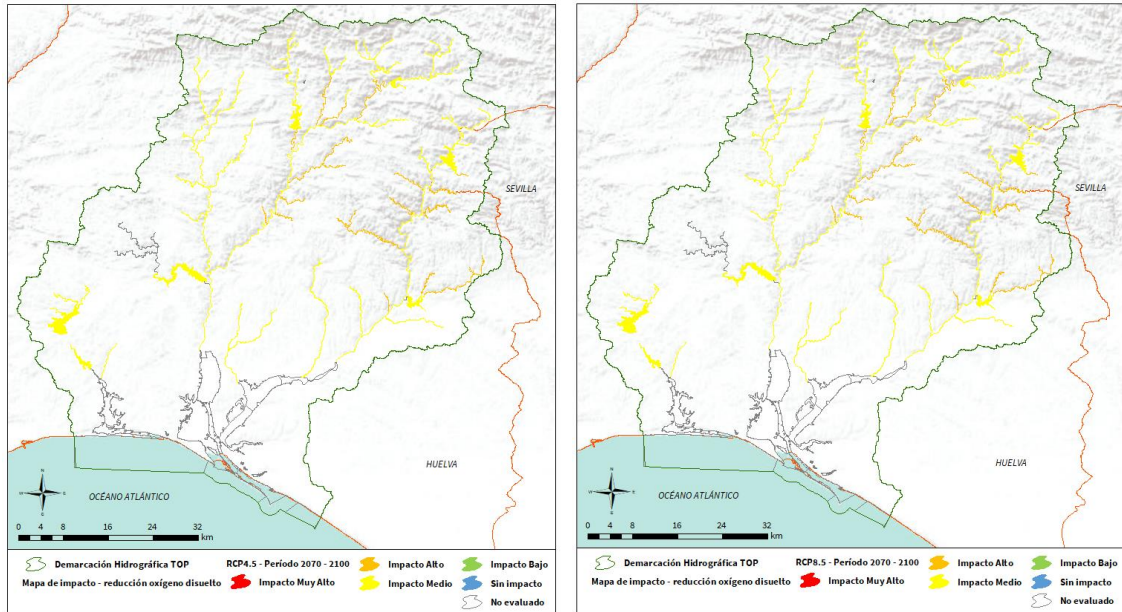 SEVILLA
HUELVA
OCÉANO ATLÁNTICO
N
W E
S
0 4 8 16 24 32
km
Demarcación Hidrográfica TOP RCP4.5 - Período 2070 - 2100 Impacto Alto Impacto Bajo
Mapa de impacto - reducción oxígeno disuelto Impacto Muy Alto Impacto Medio Sin impacto
No evaluado
SEVILLA
HUELVA
OCÉANO ATLÁNTICO
N
W E
S
0 4 8 16 24 32
km
Demarcación Hidrográfica TOP RCP8.5 - Período 2070 - 2100 Impacto Alto Impacto Bajo
Mapa de impacto - reducción oxígeno disuelto Impacto Muy Alto Impacto Medio Sin impacto
No evaluado